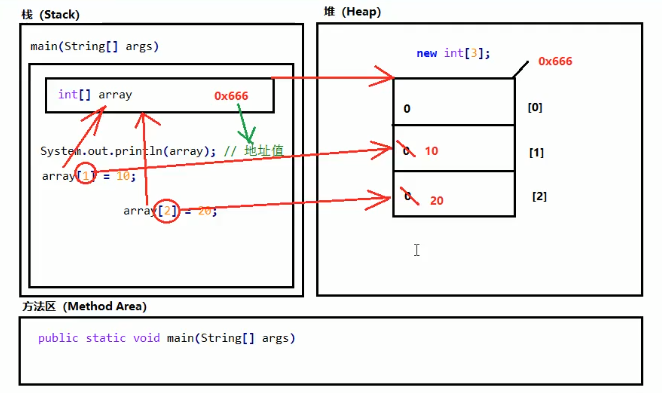 栈（Stack）
main(String[] args)
int[] array
0x666
System.out.println(array); // 地址值
array[1] = 10;
array[2] = 20;
堆（Heap）
new int[3];
0x666
0
[0]
0
10
[1]
0
20
[2]
方法区（Method Area）
public static void main(String[] args)